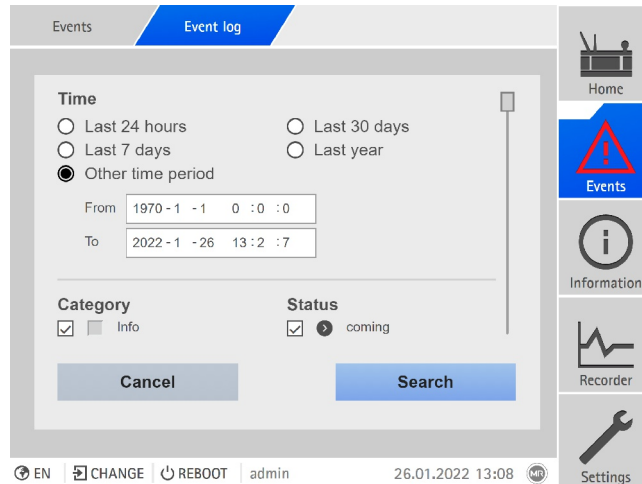 Events Event log
Time
Last 24 hours Last 30 days
Last 7 days Last year
Other time period
From 1970 - 1 - 1 0 : 0 : 0
To 2022 - 1 - 26 13 : 2 : 7
Category Status
Info coming
Cancel Search
EN CHANGE REBOOT admin 26.01.2022 13:08 MR
Home
Events
Information
Recorder
Settings